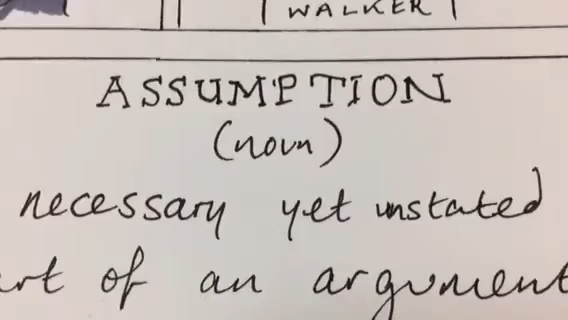 WALKER
ASSUMPTION
(noun)
necessary yet unstated
of an argument